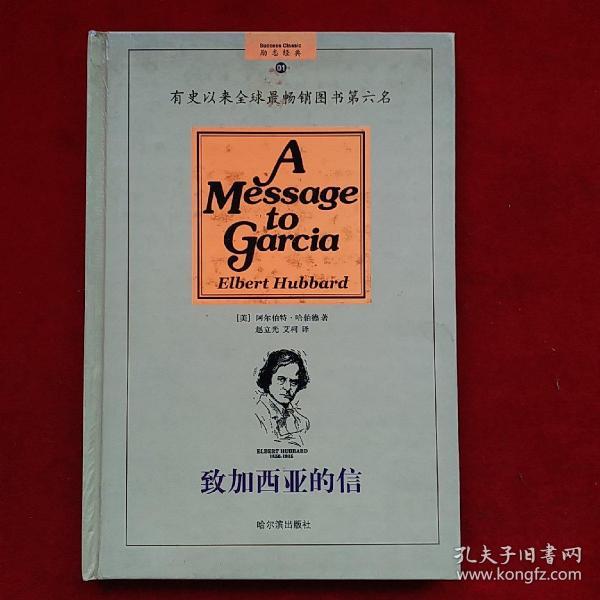 Success Classic
励志经典
01
有史以来全球最畅销图书第六名
A
Message
to
Garcia
Elbert Hubbard
[美] 阿尔伯特·哈伯德 著
赵立光 艾柯 译
ELBERT HUBBARD
1856-1915
致加西亚的信
哈尔滨出版社
孔夫子旧书网
www.kongfz.com